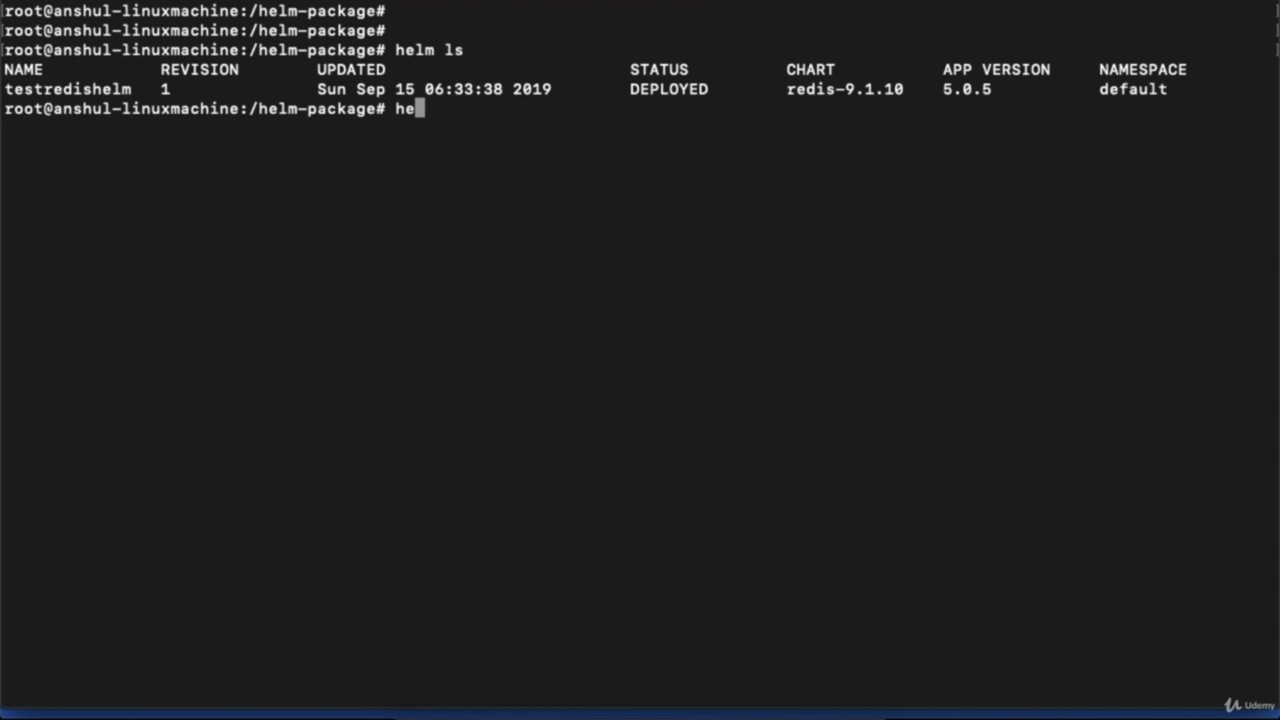 root@anshul-linuxmachine:/helm-package#
root@anshul-linuxmachine:/helm-package#
root@anshul-linuxmachine:/helm-package# helm ls
NAME REVISION UPDATED STATUS CHART APP VERSION NAMESPACE
testredishelm 1 Sun Sep 15 06:33:38 2019 DEPLOYED redis-9.1.10 5.0.5 default
root@anshul-linuxmachine:/helm-package# he
Udemy